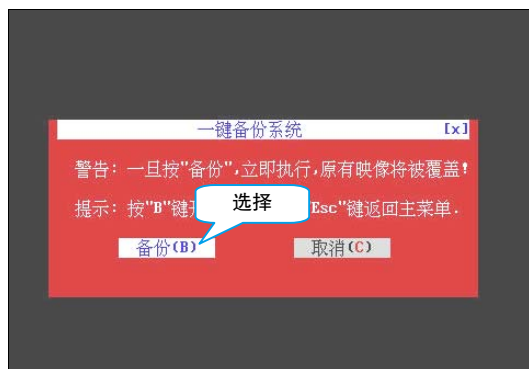 一键备份系统 [x]
警告: 一旦按"备份",立即执行,原有映像将被覆盖!
提示: 按"B"键 Esc"键返回主菜单.
选择
备份(B) 取消(C)